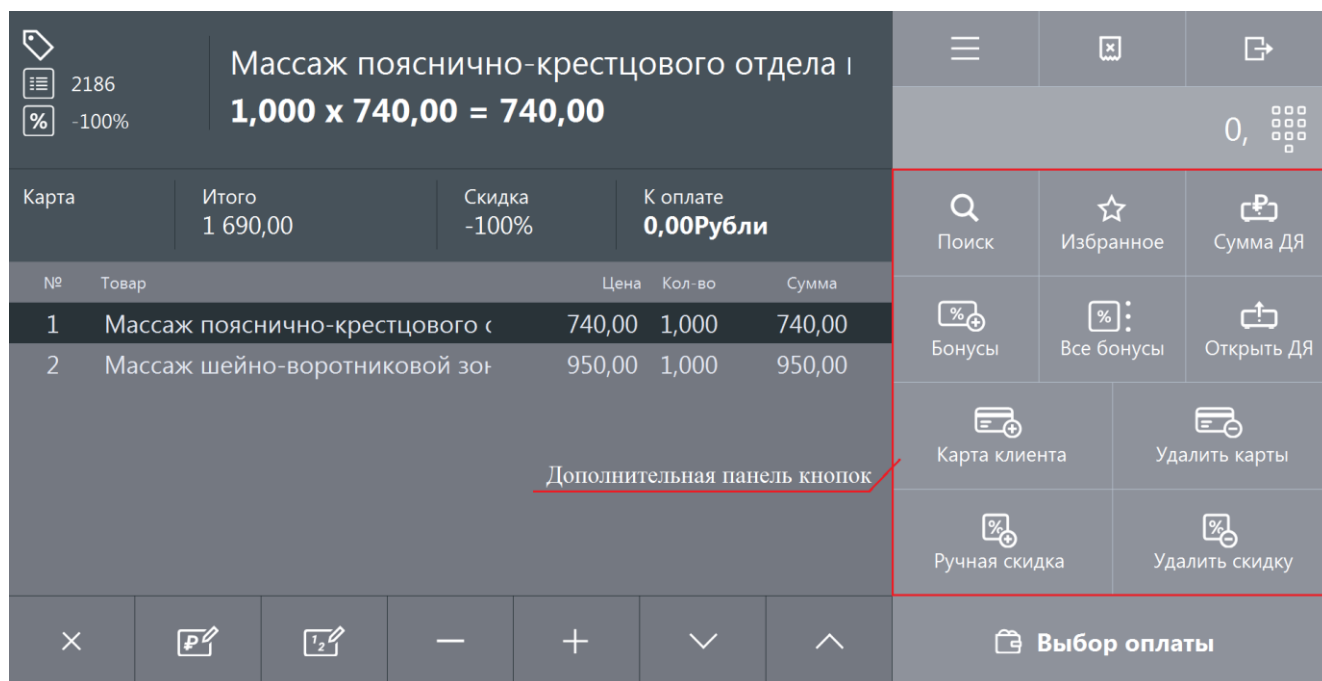 Массаж пояснично-крестцового отдела
2186
1,000 x 740,00 = 740,00
% -100%
0,
Карта Итого Скидка К оплате
1 690,00 -100% 0,00Рубли
Поиск Избранное Сумма ДЯ
№ Товар Цена Кол-во Сумма
1 Массаж пояснично-крестцового 740,00 1,000 740,00
2 Массаж шейно-воротниковой 950,00 1,000 950,00
Бонусы Все бонусы Открыть ДЯ
Карта клиента Удалить карты
Дополнительная панель кнопок
Ручная скидка Удалить скидку
Выбор оплаты